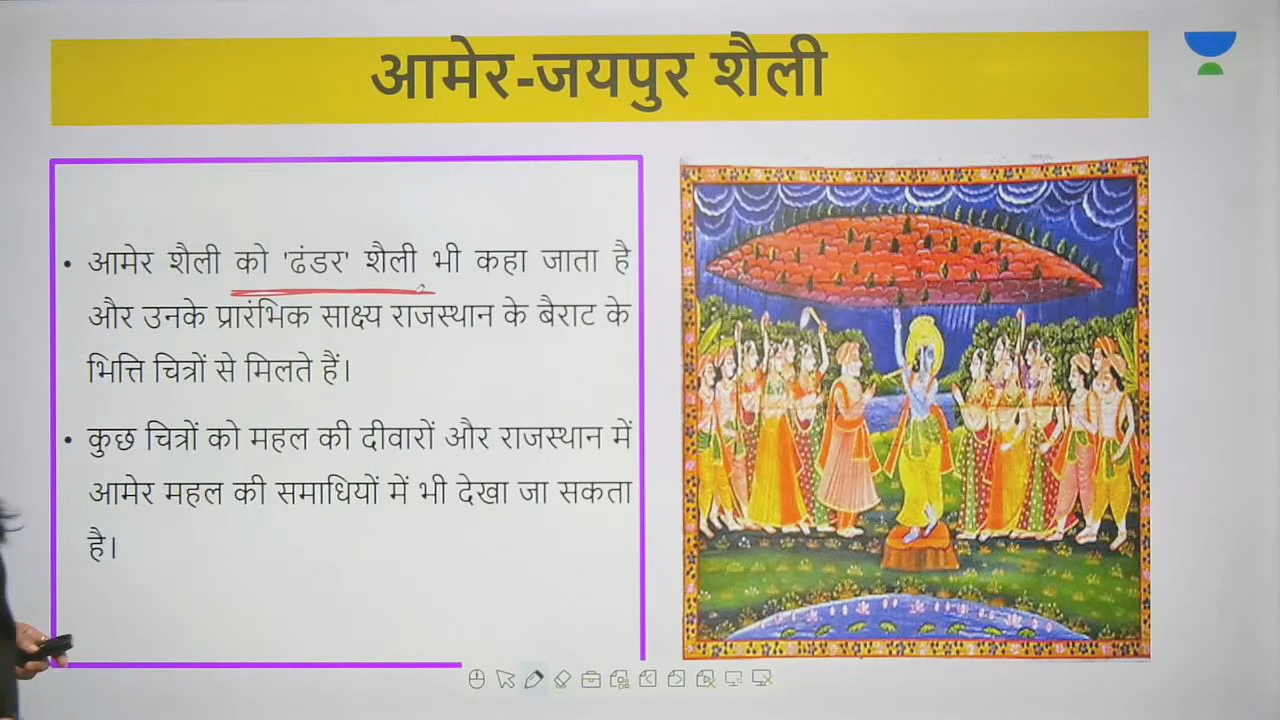 आमेर-जयपुर शैली
• आमेर शैली को 'ढंडर' शैली भी कहा जाता है
और उनके प्रारंभिक साक्ष्य राजस्थान के बैराट के
भित्ति चित्रों से मिलते हैं।
• कुछ चित्रों को महल की दीवारों और राजस्थान में
आमेर महल की समाधियों में भी देखा जा सकता
है।